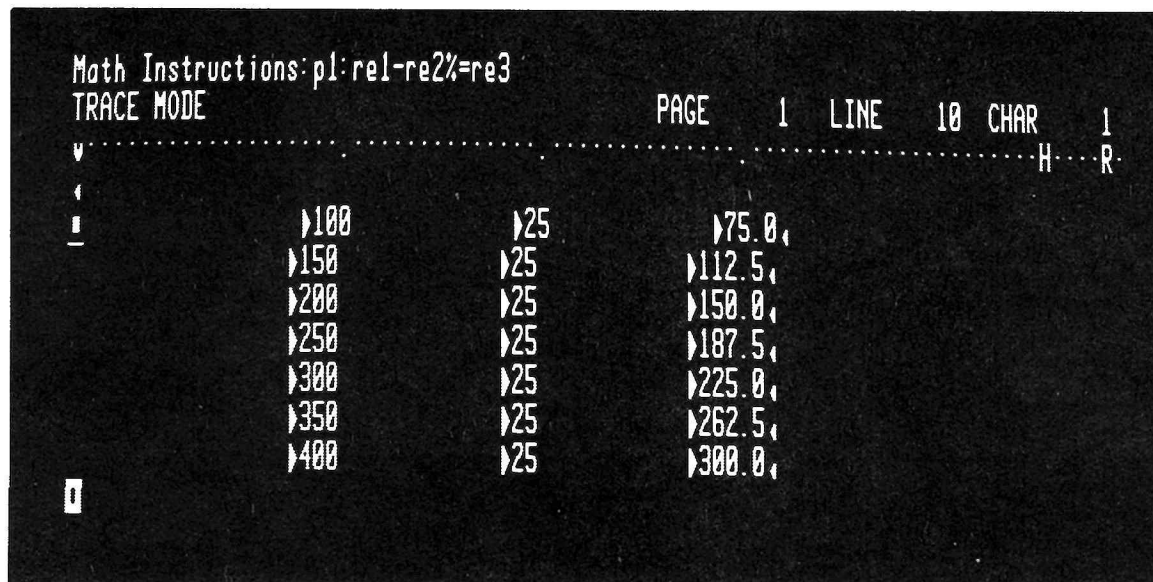 Math Instructions:p1:re1-re2%=re3
TRACE MODE PAGE 1 LINE 10 CHAR 1
H R
100 25 75.0
150 25 112.5
200 25 150.0
250 25 187.5
300 25 225.0
350 25 262.5
400 25 300.0